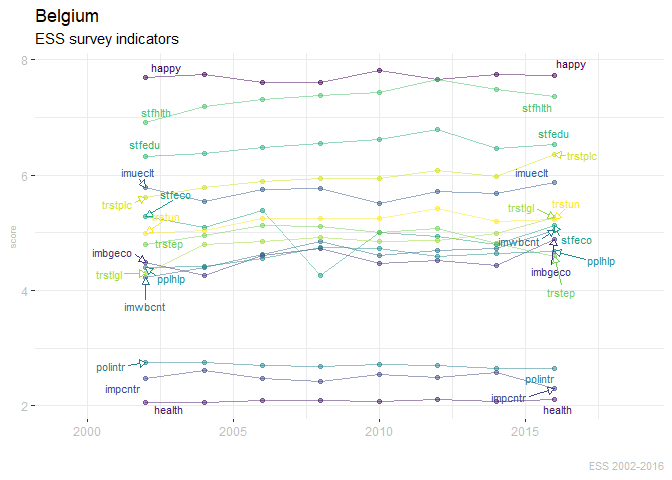 Belgium
ESS survey indicators
8
happy
happy
stfhlth
stfhlth
stfedu
stfedu
strplc
imueclt
imueclt
6
stfeco
trstplc
trstlgl
trstun
trstun
score
trstep
imwbcnt
stfeco
imbgeco
pplhlp
trstlgl
pplhlp
imbgeco
trstep
imwbcnt
4
polintr
polintr
impcntr
impcntr
health
health
2
2000
2005
2010
2015
ESS 2002-2016